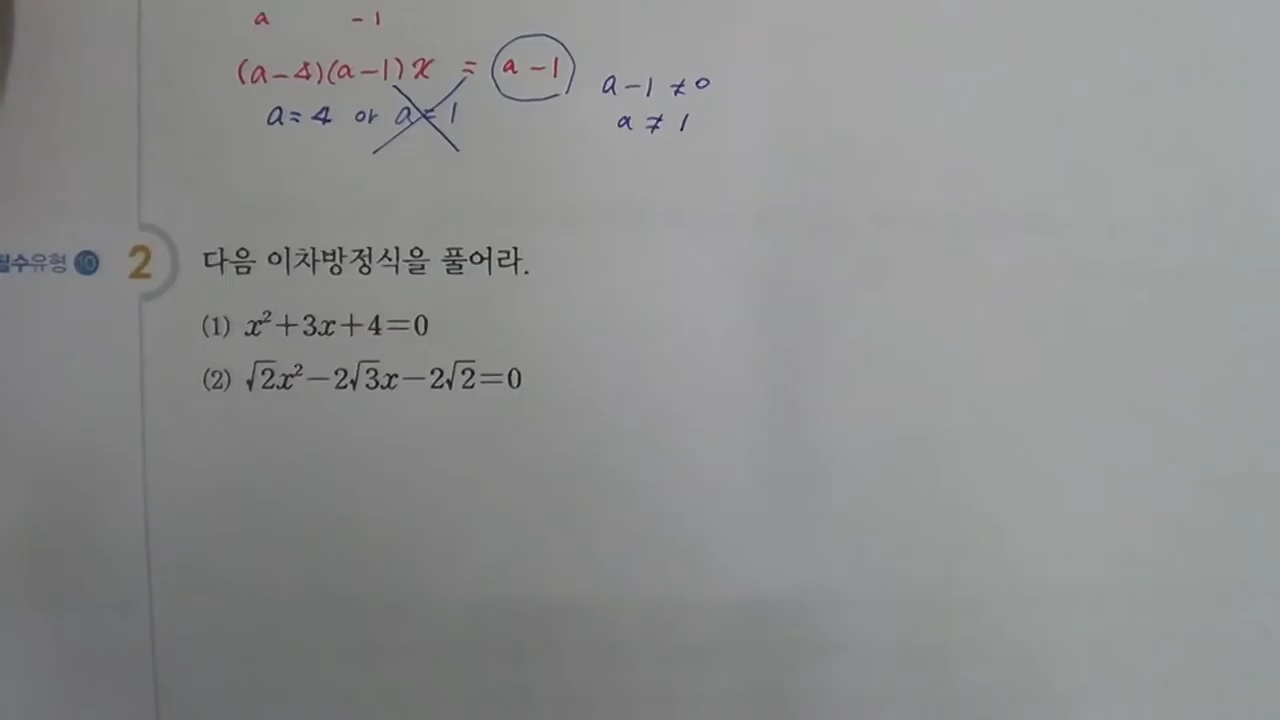 a -1
(a-4)(a-1)x = a-1 a-1≠0
a=4 or a=1 a≠1
필수유형 10 2 다음 이차방정식을 풀어라.
(1) x²+3x+4=0
(2) √2x²-2√3x-2√2=0